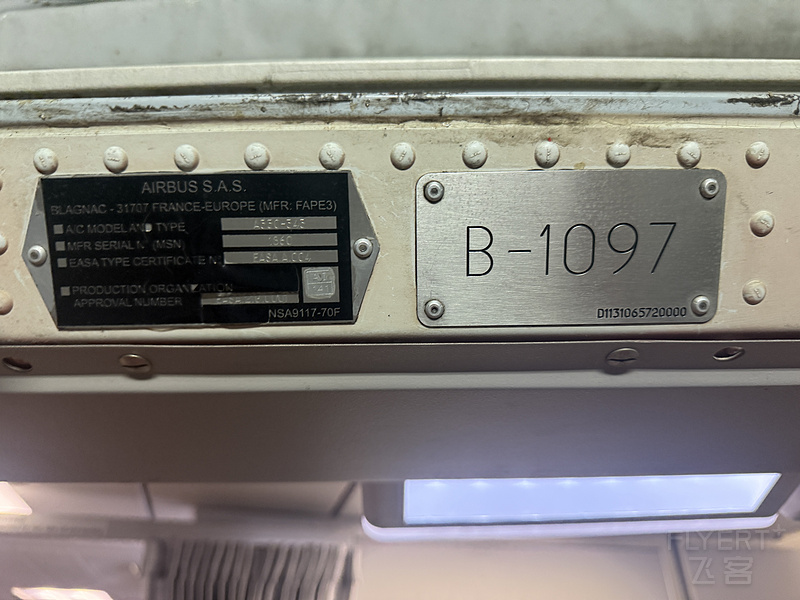 AIRBUS S.A.S.
BLAGNAC - 31707 FRANCE-EUROPE (MFR: FAPE3)
A/C MODEL AND TYPE
MFR SERIAL N (MSN)
EASA TYPE CERTIFICATE N
PRODUCTION ORGANIZATION
APPROVAL NUMBER
NSA9117-70F
B-1097
D1131065720000
FLYERT
飞客